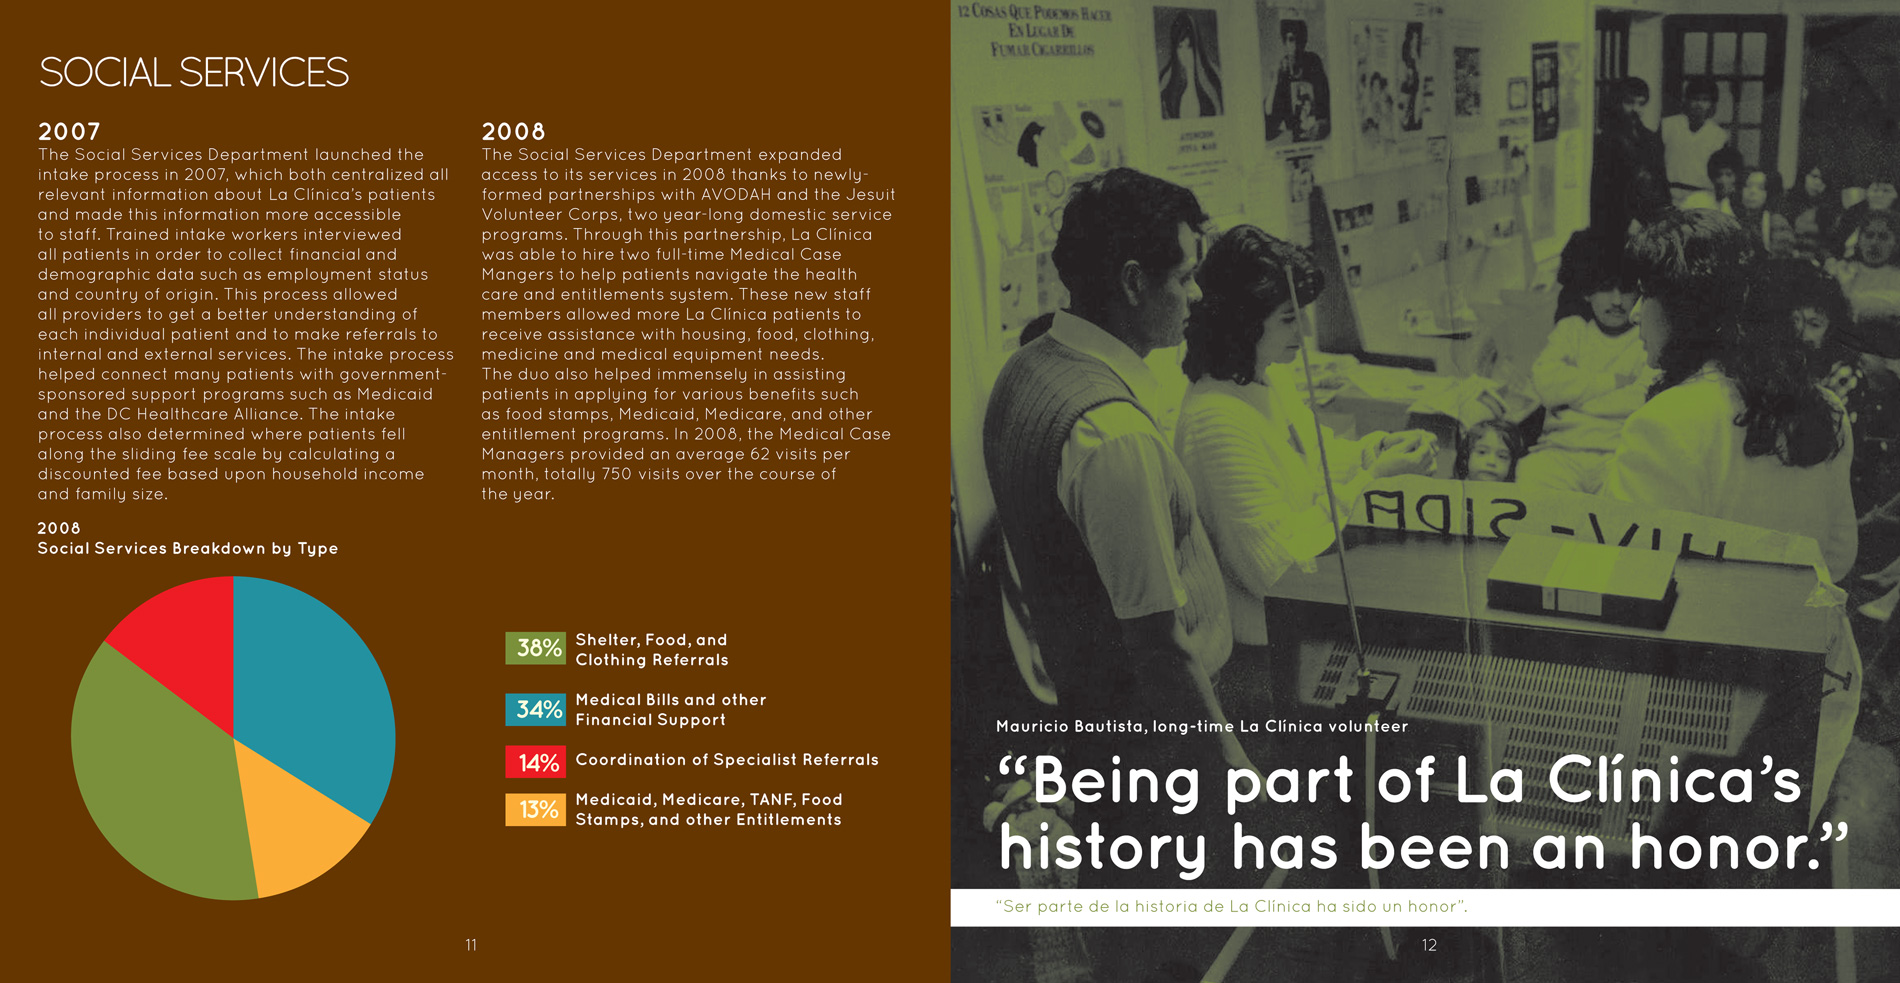 SOCIAL SERVICES
2007
The Social Services Department launched the
intake process in 2007, which both centralized all
relevant information about La Clínica's patients
and made this information more accessible
to staff. Trained intake workers interviewed
all patients in order to collect financial and
demographic data such as employment status
and country of origin. This process allowed
all providers to get a better understanding of
each individual patient and to make referrals to
internal and external services. The intake process
helped connect many patients with government-
sponsored support programs such as Medicaid
and the DC Healthcare Alliance. The intake
process also determined where patients fell
along the sliding fee scale by calculating a
discounted fee based upon household income
and family size.
2008
The Social Services Department expanded
access to its services in 2008 thanks to newly-
formed partnerships with AVODAH and the Jesuit
Volunteer Corps, two year-long domestic service
programs. Through this partnership, La Clínica
was able to hire two full-time Medical Case
Mangers to help patients navigate the health
care and entitlements system. These new staff
members allowed more La Clínica patients to
receive assistance with housing, food, clothing,
medicine and medical equipment needs.
The duo also helped immensely in assisting
patients in applying for various benefits such
as food stamps, Medicaid, Medicare, and other
entitlement programs. In 2008, the Medical Case
Managers provided an average 62 visits per
month, totally 750 visits over the course of
the year.
2008
Social Services Breakdown by Type
38% Shelter, Food, and
Clothing Referrals
34% Medical Bills and other
Financial Support
14% Coordination of Specialist Referrals
13% Medicaid, Medicare, TANF, Food
Stamps, and other Entitlements
11
12 COSAS QUE PODEMOS HACER
EN LUGAR DE
FUMAR CIGARRILLOS
HIV - SIDA
Mauricio Bautista, long-time La Clínica volunteer
“Being part of La Clínica’s
history has been an honor.”
“Ser parte de la historia de La Clínica ha sido un honor”.
12